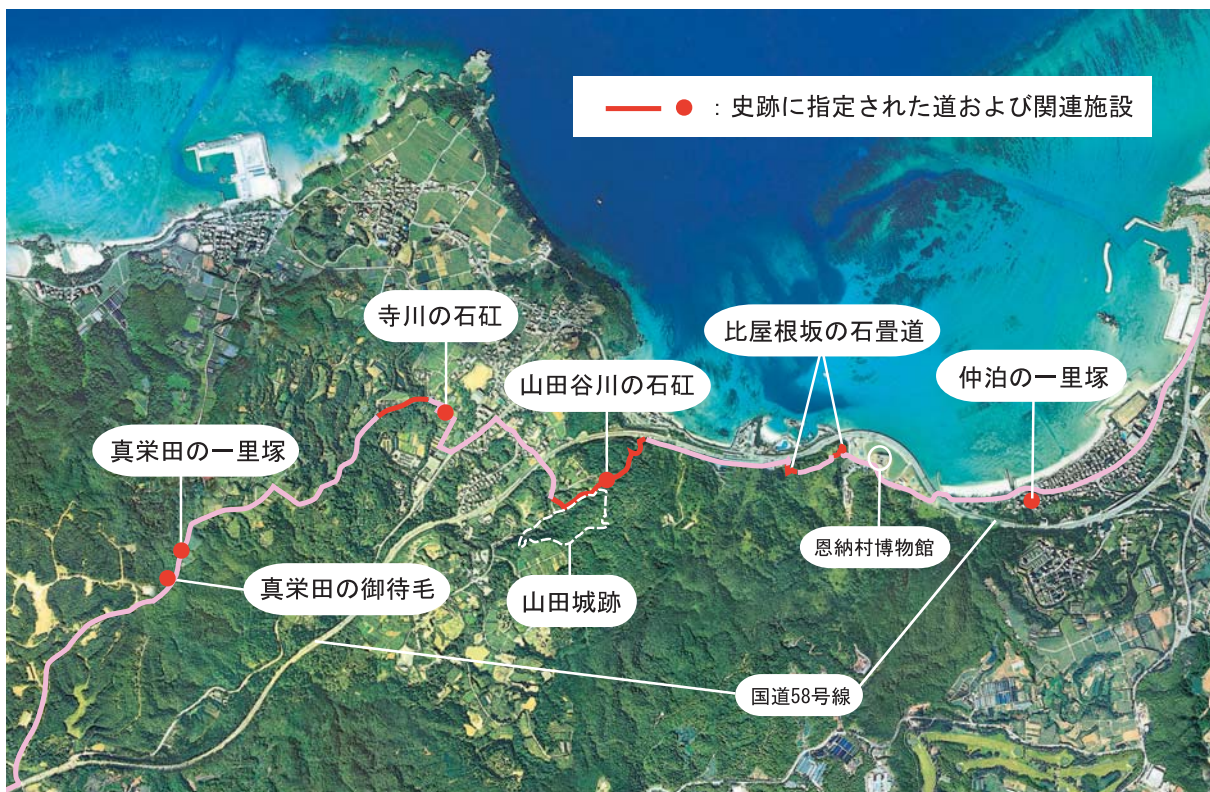 ：史跡に指定された道および関連施設
寺川の石矼
比屋根坂の石畳道
山田谷川の石矼
仲泊の一里塚
真栄田の一里塚
恩納村博物館
真栄田の御待毛
山田城跡
国道58号線